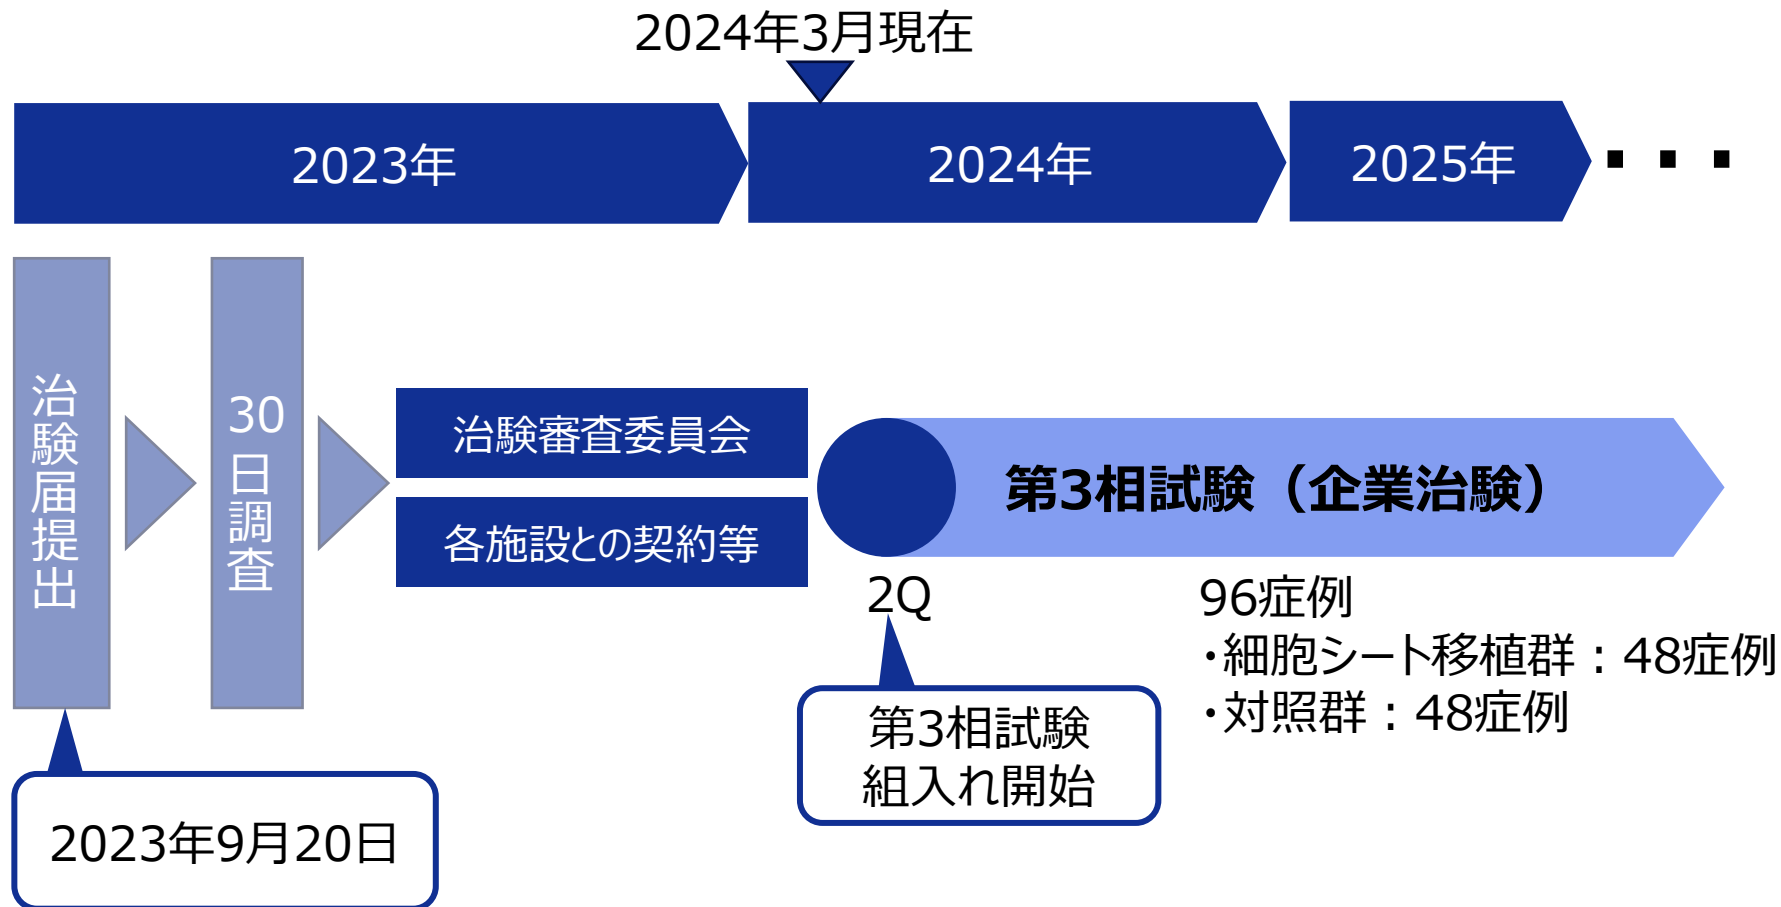 2024年3月現在
2023年
2024年
2025年
・・・
治験届提出
30日調査
治験審査委員会
各施設との契約等
第3相試験（企業治験）
2Q
96症例
・細胞シート移植群：48症例
・対照群：48症例
第3相試験
組入れ開始
2023年9月20日